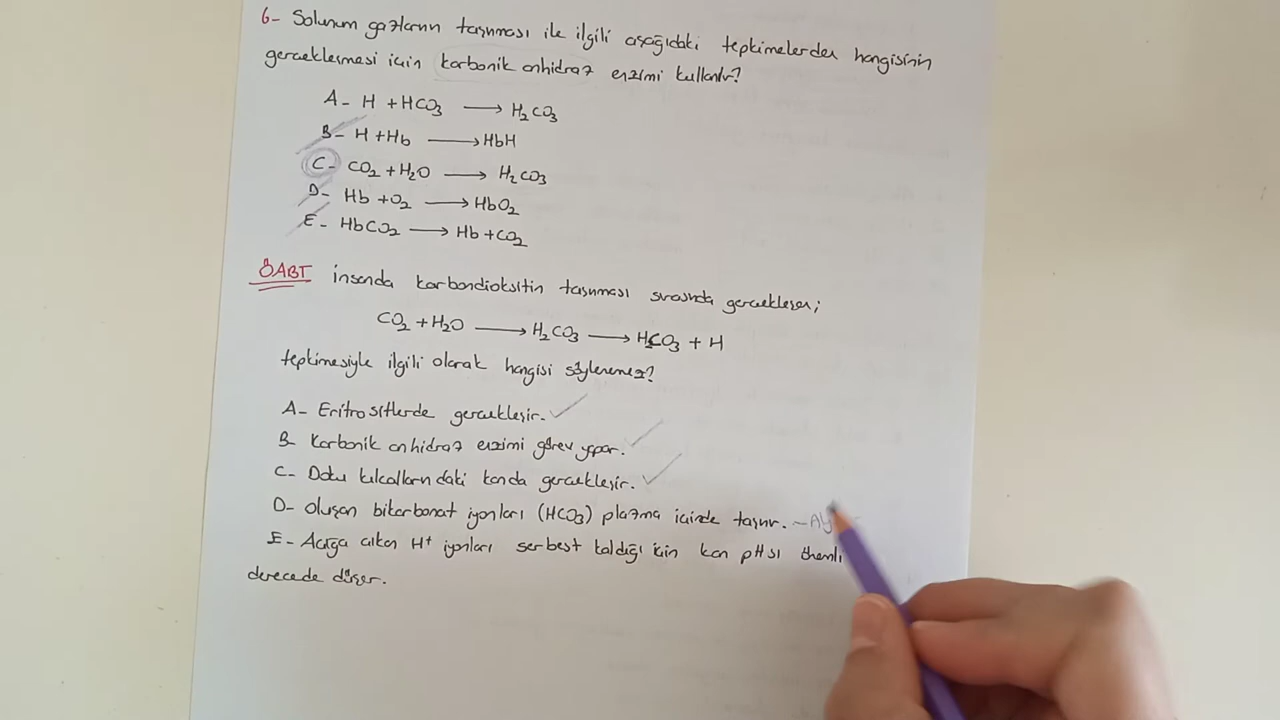 6- Solunum gazlarının taşınması ile ilgili aşağıdaki tepkimelerden hangisinin
gerçekleşmesi için karbonik anhidraz enzimi kullanılır?
A- H + HCO3 → H2CO3
B- H + Hb → HbH
C- CO2 + H2O → H2CO3
D- Hb + O2 → HbO2
E- HbCO2 → Hb + CO2
ÖABT İnsanda karbondioksitin taşınması sırasında gerçekleşen;
CO2 + H2O → H2CO3 → HCO3 + H
tepkimesiyle ilgili olarak hangisi söylenemez?
A- Eritrositlerde gerçekleşir.
B- Karbonik anhidraz enzimi görev yapar.
C- Doku kılcallarındaki kanda gerçekleşir.
D- Oluşan bikarbonat iyonları (HCO3) plazma içinde taşınır.
E- Açığa çıkan H+ iyonları serbest kaldığı için kan pHsı önemli
derecede düşer.